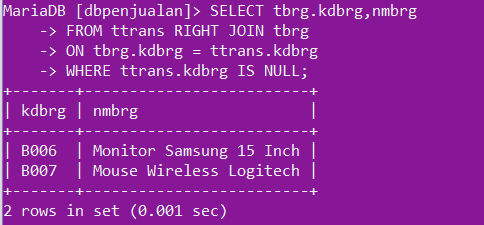 MariaDB [dbpenjualan]> SELECT tbrg.kdbrg,nmbrg
    -> FROM ttrans RIGHT JOIN tbrg
    -> ON tbrg.kdbrg = ttrans.kdbrg
    -> WHERE ttrans.kdbrg IS NULL;
+-------+-------------------------+
| kdbrg | nmbrg                   |
+-------+-------------------------+
| B006  | Monitor Samsung 15 Inch |
| B007  | Mouse Wireless Logitech |
+-------+-------------------------+
2 rows in set (0.001 sec)